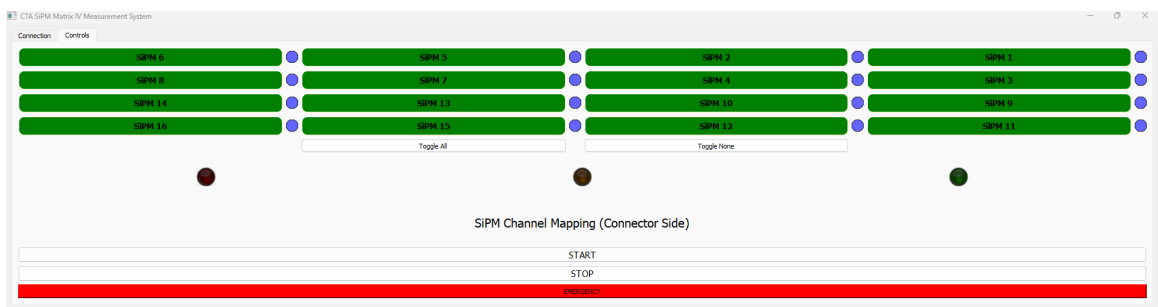 CTA SiPM Matrix IV Measurement System
Connection Controls
SiPM 6 SiPM 5 SiPM 2 SiPM 1
SiPM 8 SiPM 7 SiPM 4 SiPM 3
SiPM 14 SiPM 13 SiPM 10 SiPM 9
SiPM 16 SiPM 15 SiPM 12 SiPM 11
Toggle All Toggle None
SiPM Channel Mapping (Connector Side)
START
STOP
EMERGENCY